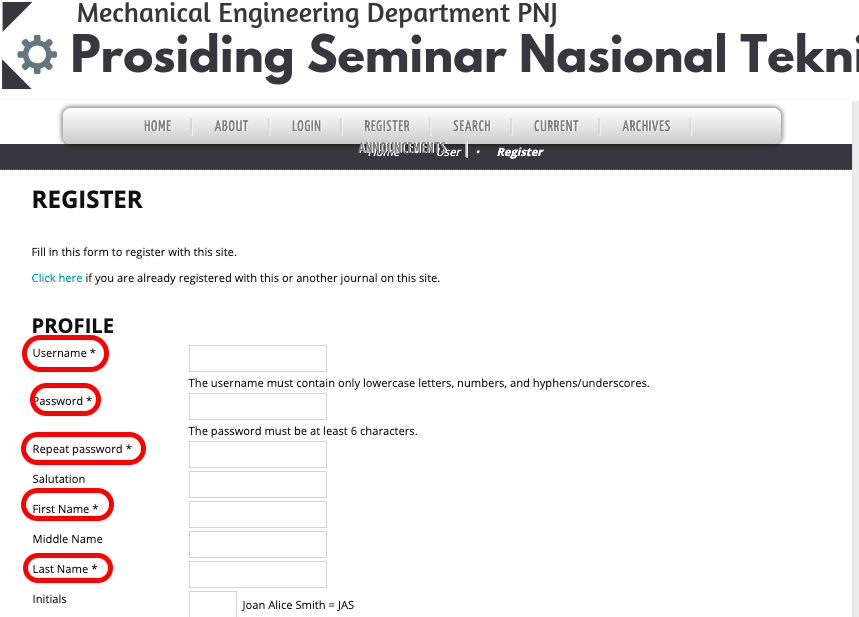 Mechanical Engineering Department PNJ
Prosiding Seminar Nasional Tekni
HOME
ABOUT
LOGIN
REGISTER
SEARCH
CURRENT
ARCHIVES
ANNOUNCEMENTS
Home
User
• Register
REGISTER
Fill in this form to register with this site.
Click here if you are already registered with this or another journal on this site.
PROFILE
Username *
The username must contain only lowercase letters, numbers, and hyphens/underscores.
Password *
The password must be at least 6 characters.
Repeat password *
Salutation
First Name *
Middle Name
Last Name *
Initials
Joan Alice Smith = JAS